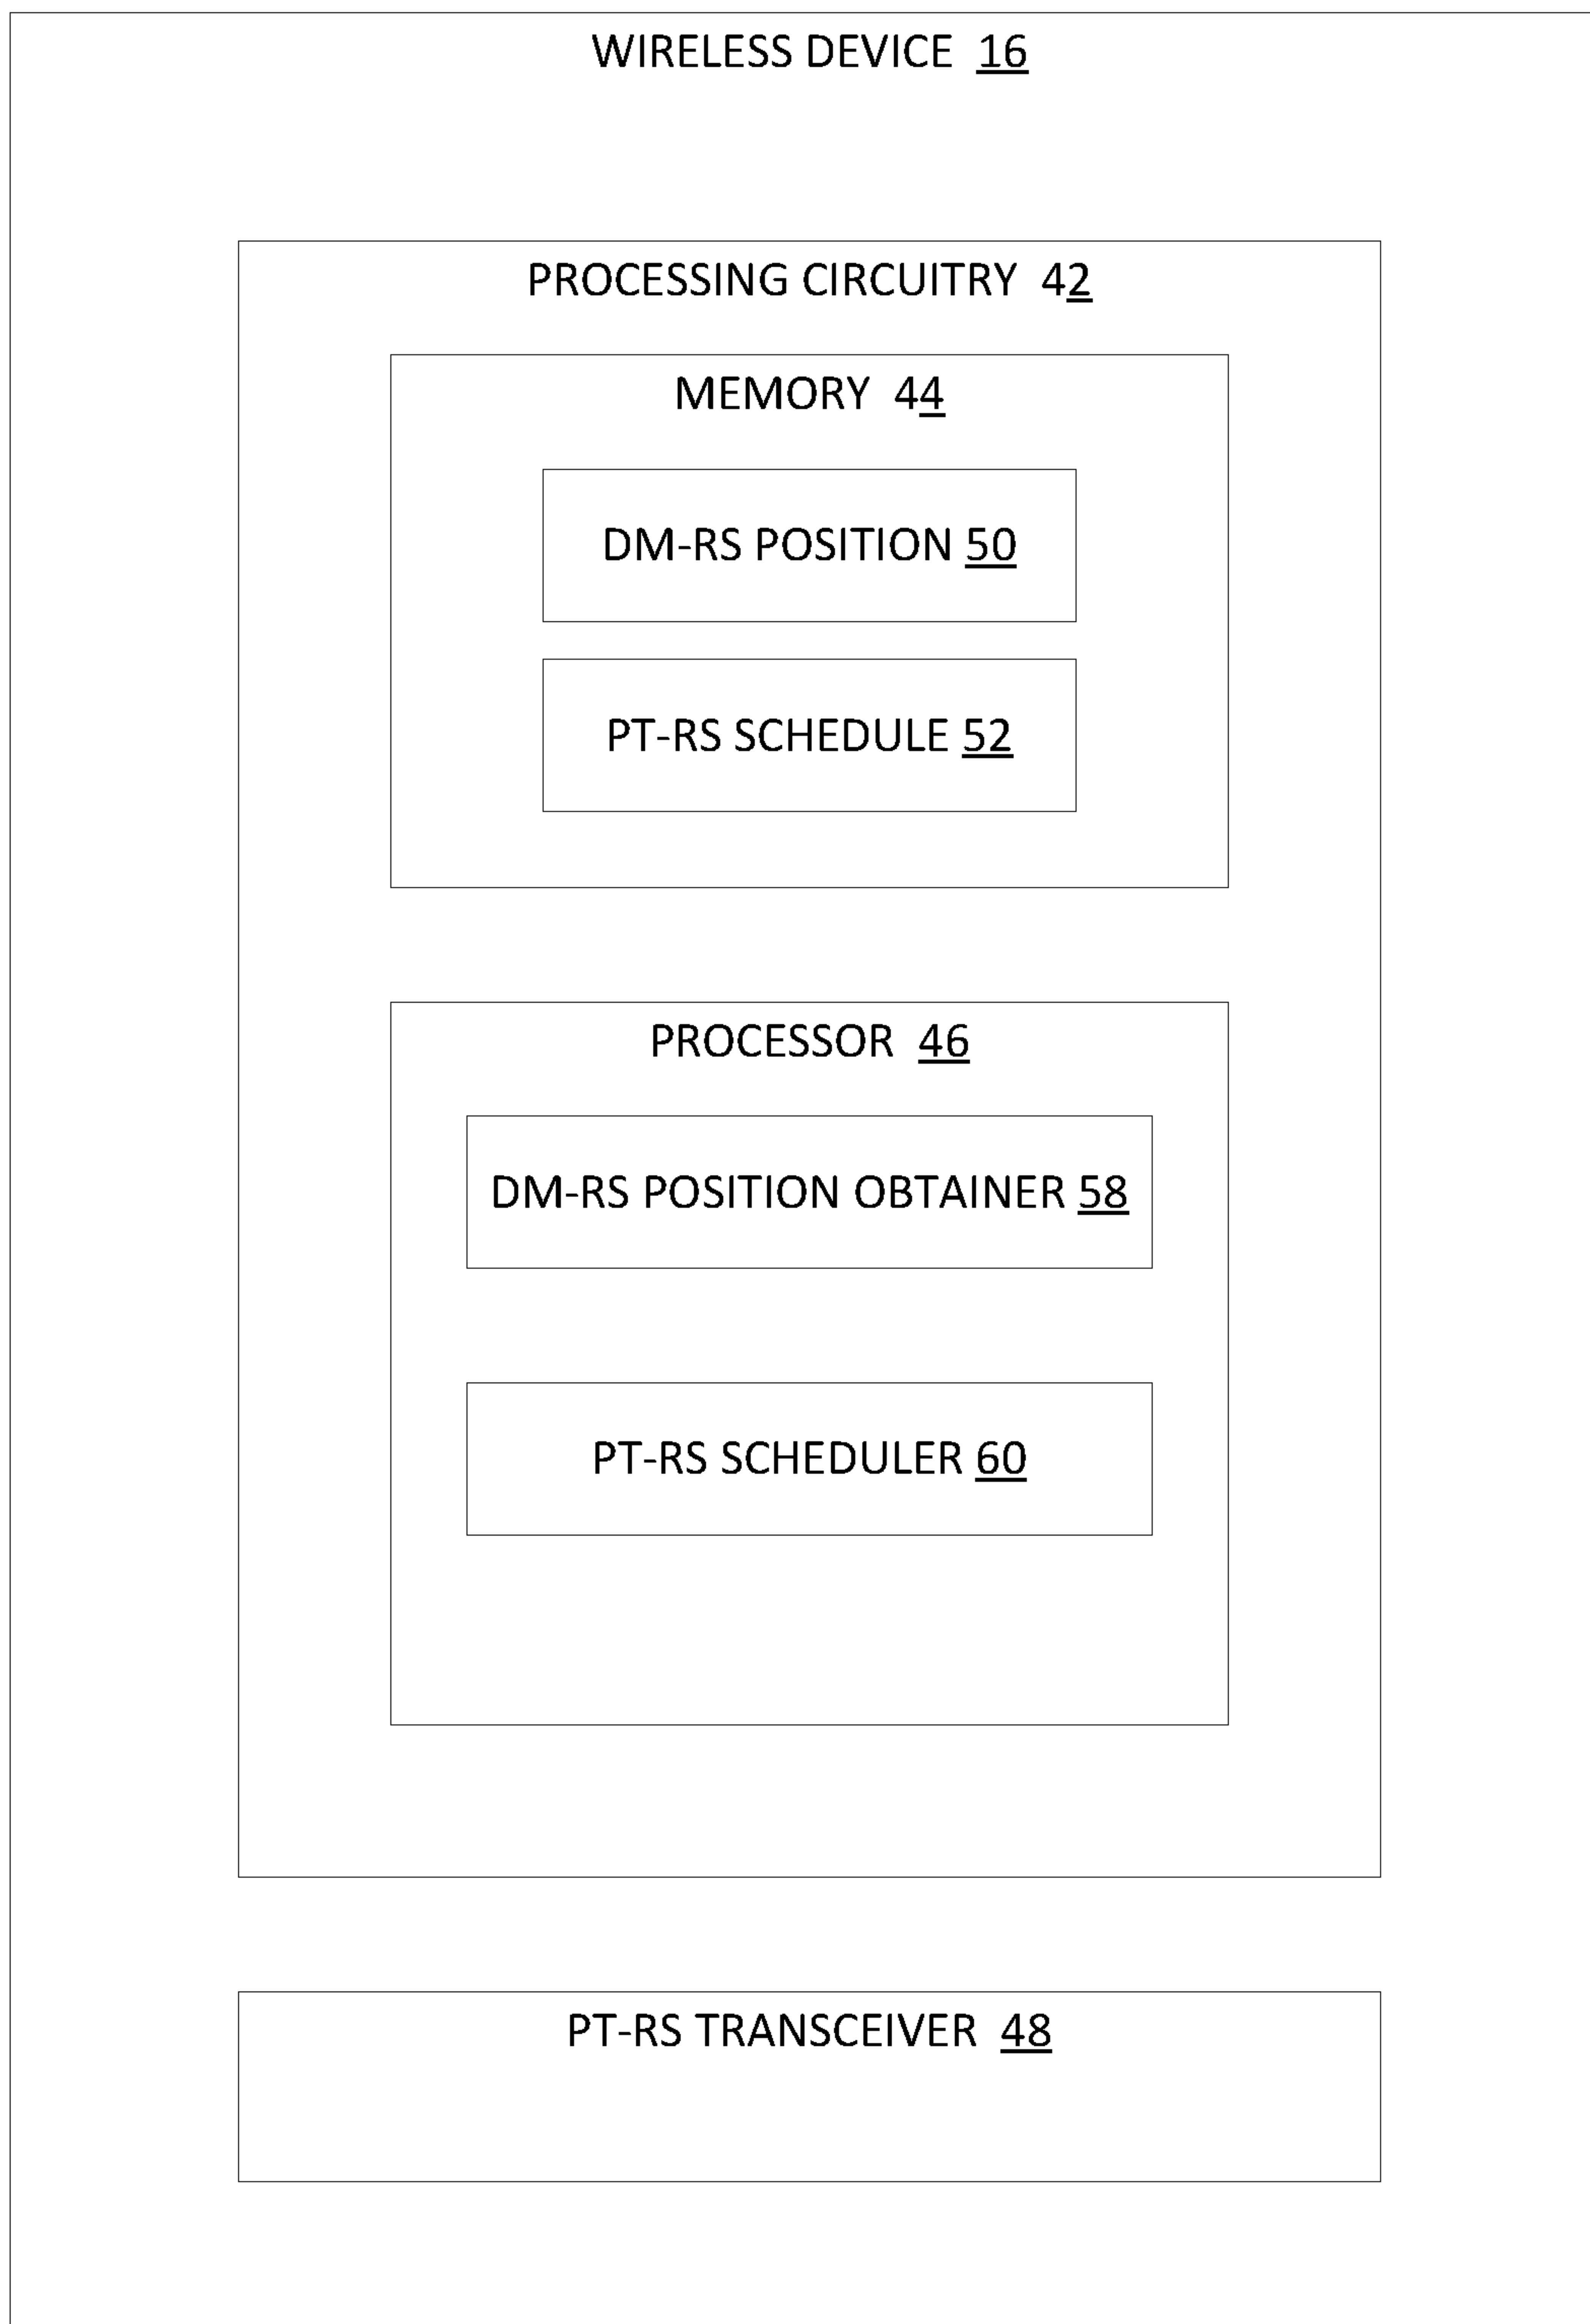 WIRELESS DEVICE 16
PROCESSING CIRCUITRY 42
MEMORY 44
DM-RS POSITION 50
PT-RS SCHEDULE 52
PROCESSOR 46
DM-RS POSITION OBTAINER 58
PT-RS SCHEDULER 60
PT-RS TRANSCEIVER 48